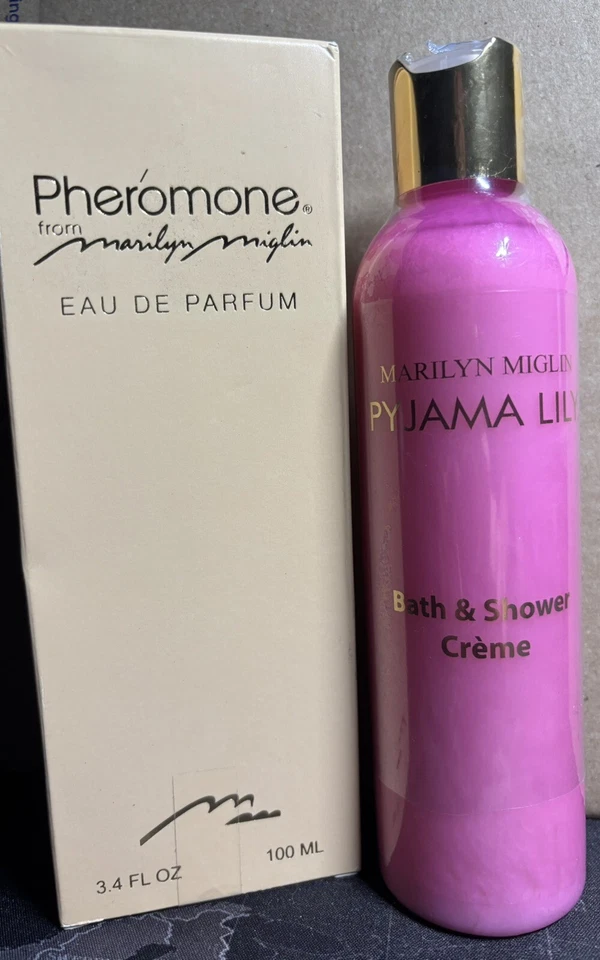 ing
Pheromone®
from marilyn miglin
EAU DE PARFUM
3.4 FL OZ
100 ML
MARILYN MIGLIN
PYJAMA LILY
Bath & Shower
Crème